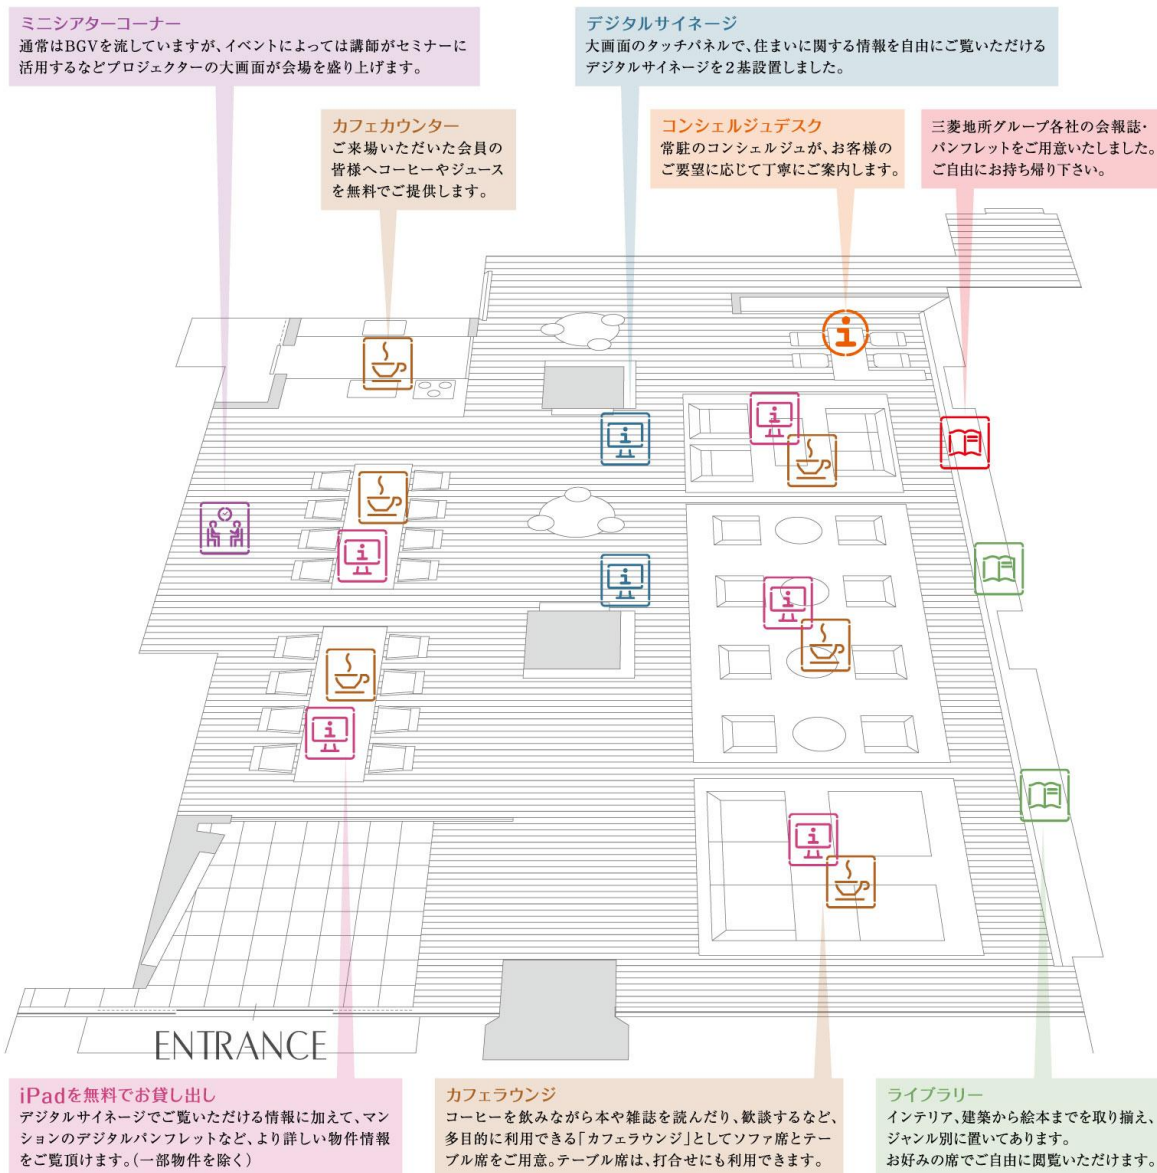 ミニシアターコーナー
通常はBGVを流していますが、イベントによっては講師がセミナーに
活用するなどプロジェクターの大画面が会場を盛り上げます。
デジタルサイネージ
大画面のタッチパネルで、住まいに関する情報を自由にご覧いただける
デジタルサイネージを2基設置しました。
カフェカウンター
ご来場いただいた会員の
皆様へコーヒーやジュース
を無料でご提供します。
コンシェルジュデスク
常駐のコンシェルジュが、お客様の
ご要望に応じて丁寧にご案内します。
三菱地所グループ各社の会報誌・
パンフレットをご用意いたしました。
ご自由にお持ち帰り下さい。
ENTRANCE
iPadを無料でお貸し出し
デジタルサイネージでご覧いただける情報に加えて、マン
ションのデジタルパンフレットなど、より詳しい物件情報
をご覧頂けます。(一部物件を除く)
カフェラウンジ
コーヒーを飲みながら本や雑誌を読んだり、歓談するなど、
多目的に利用できる「カフェラウンジ」としてソファ席とテー
ブル席をご用意。テーブル席は、打合せにも利用できます。
ライブラリー
インテリア、建築から絵本までを取り揃え、
ジャンル別に置いてあります。
お好みの席でご自由に閲覧いただけます。